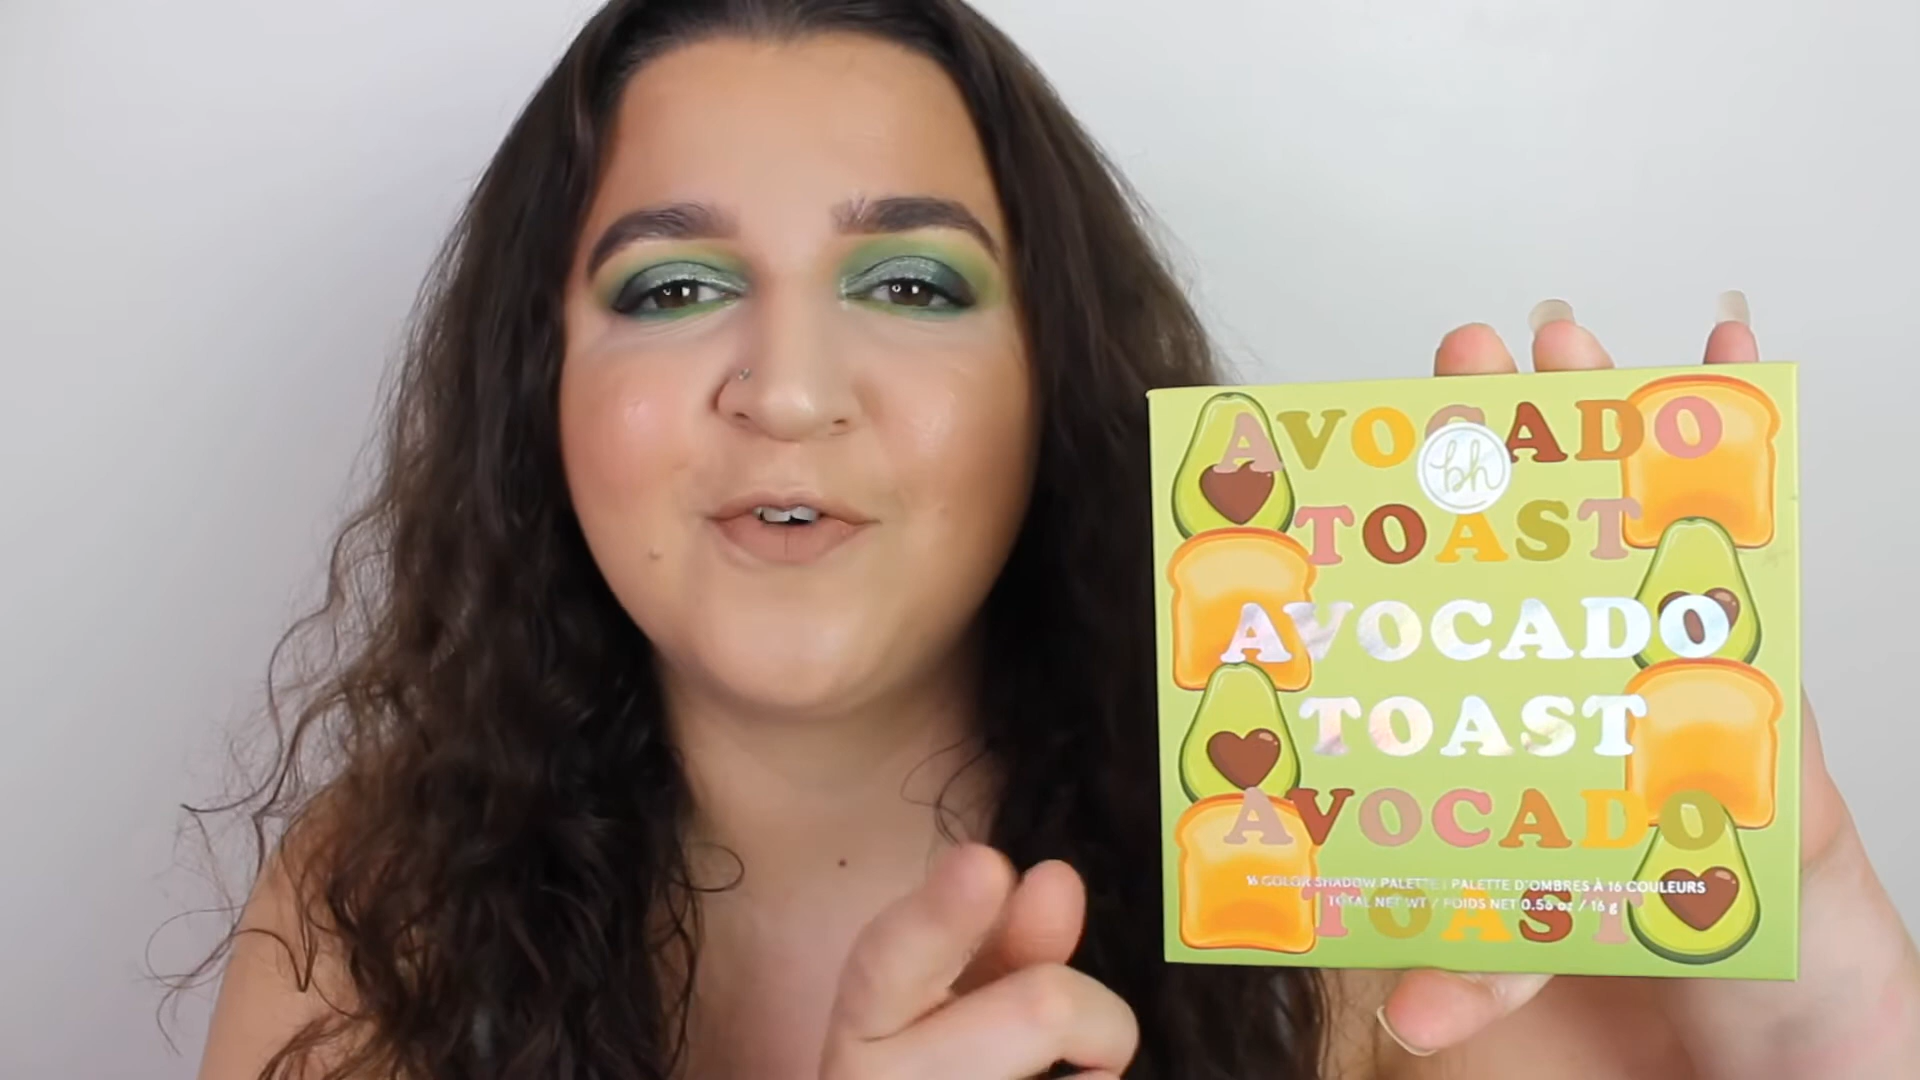 AVOCADO
bh
TOAST
AVOCADO
TOAST
AVOCADO
16 COLOR SHADOW PALETTE | PALETTE D'OMBRES À 16 COULEURS
TOTAL NET WT / POIDS NET 0.56 oz / 16 g
TOAST